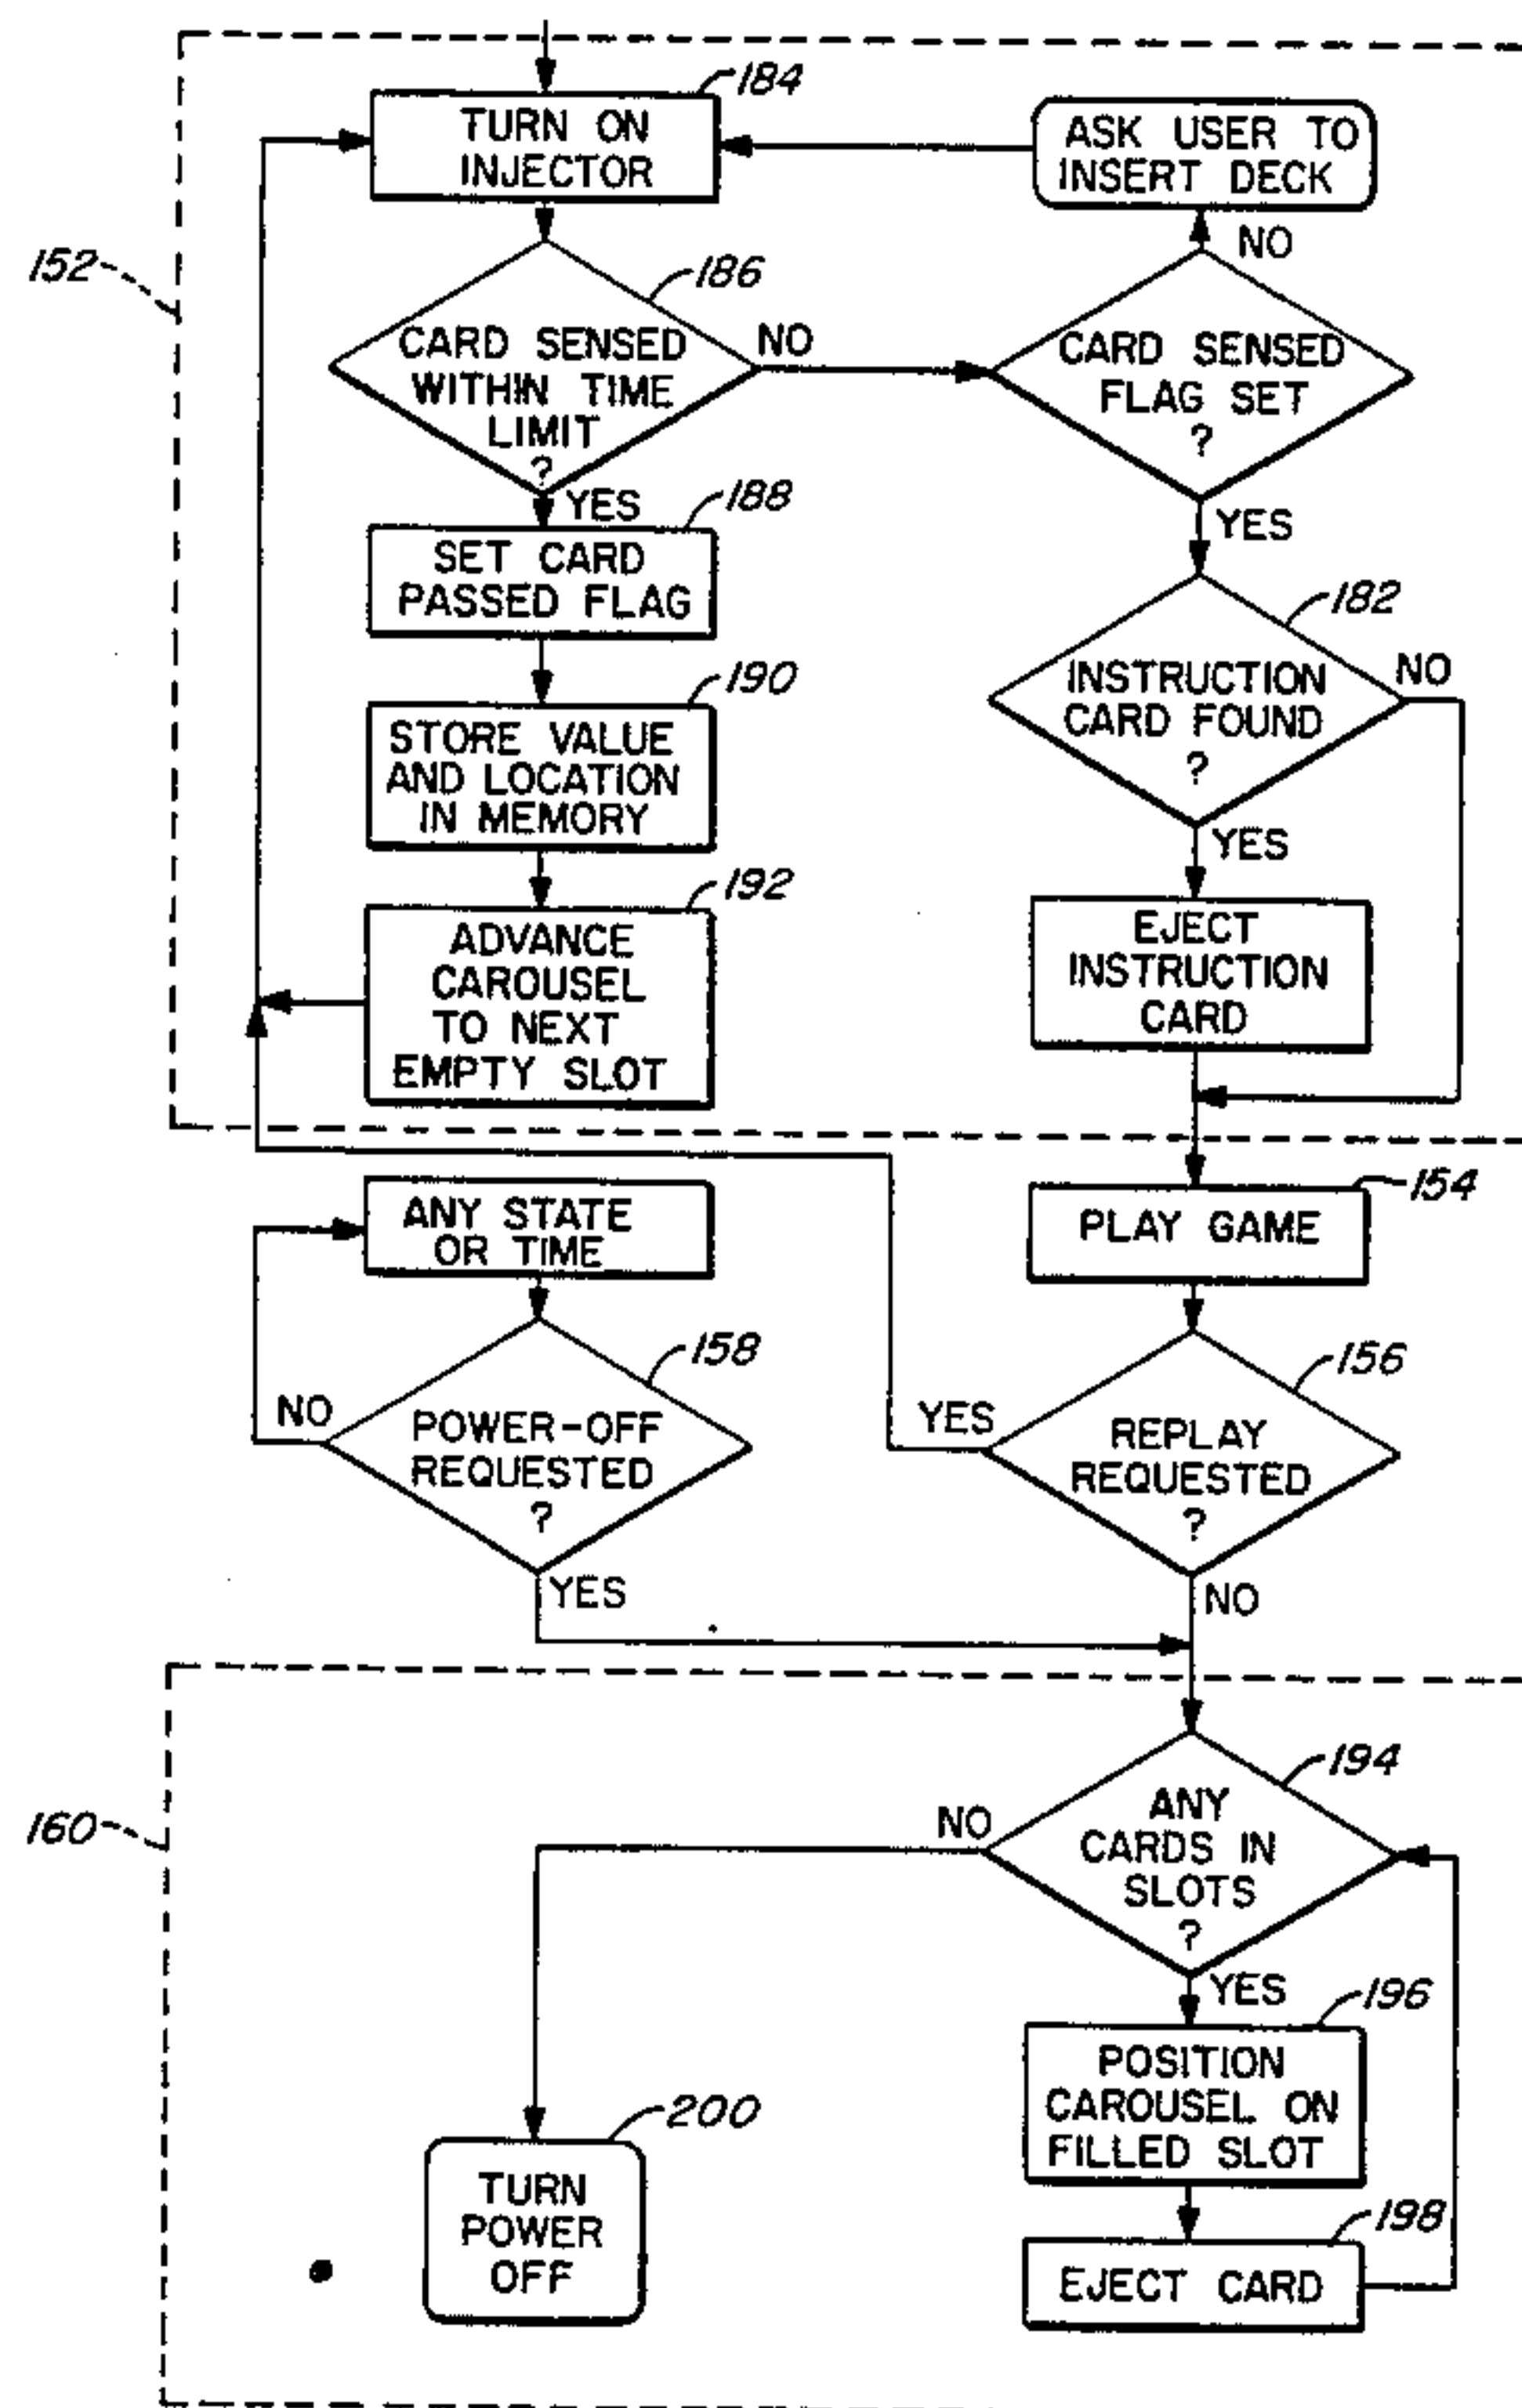 184
TURN ON
INJECTOR
ASK USER TO
INSERT DECK
152
186
CARD SENSED
WITHIN TIME
LIMIT
?
NO
YES
NO
CARD SENSED
FLAG SET
?
YES
188
SET CARD
PASSED FLAG
190
STORE VALUE
AND LOCATION
IN MEMORY
192
ADVANCE
CAROUSEL
TO NEXT
EMPTY SLOT
182
INSTRUCTION
CARD FOUND
?
NO
YES
EJECT
INSTRUCTION
CARD
154
PLAY GAME
ANY STATE
OR TIME
158
NO
POWER-OFF
REQUESTED
?
YES
156
YES
REPLAY
REQUESTED
?
NO
160
194
NO
ANY
CARDS IN
SLOTS
?
YES
196
POSITION
CAROUSEL ON
FILLED SLOT
198
EJECT CARD
200
TURN
POWER
OFF